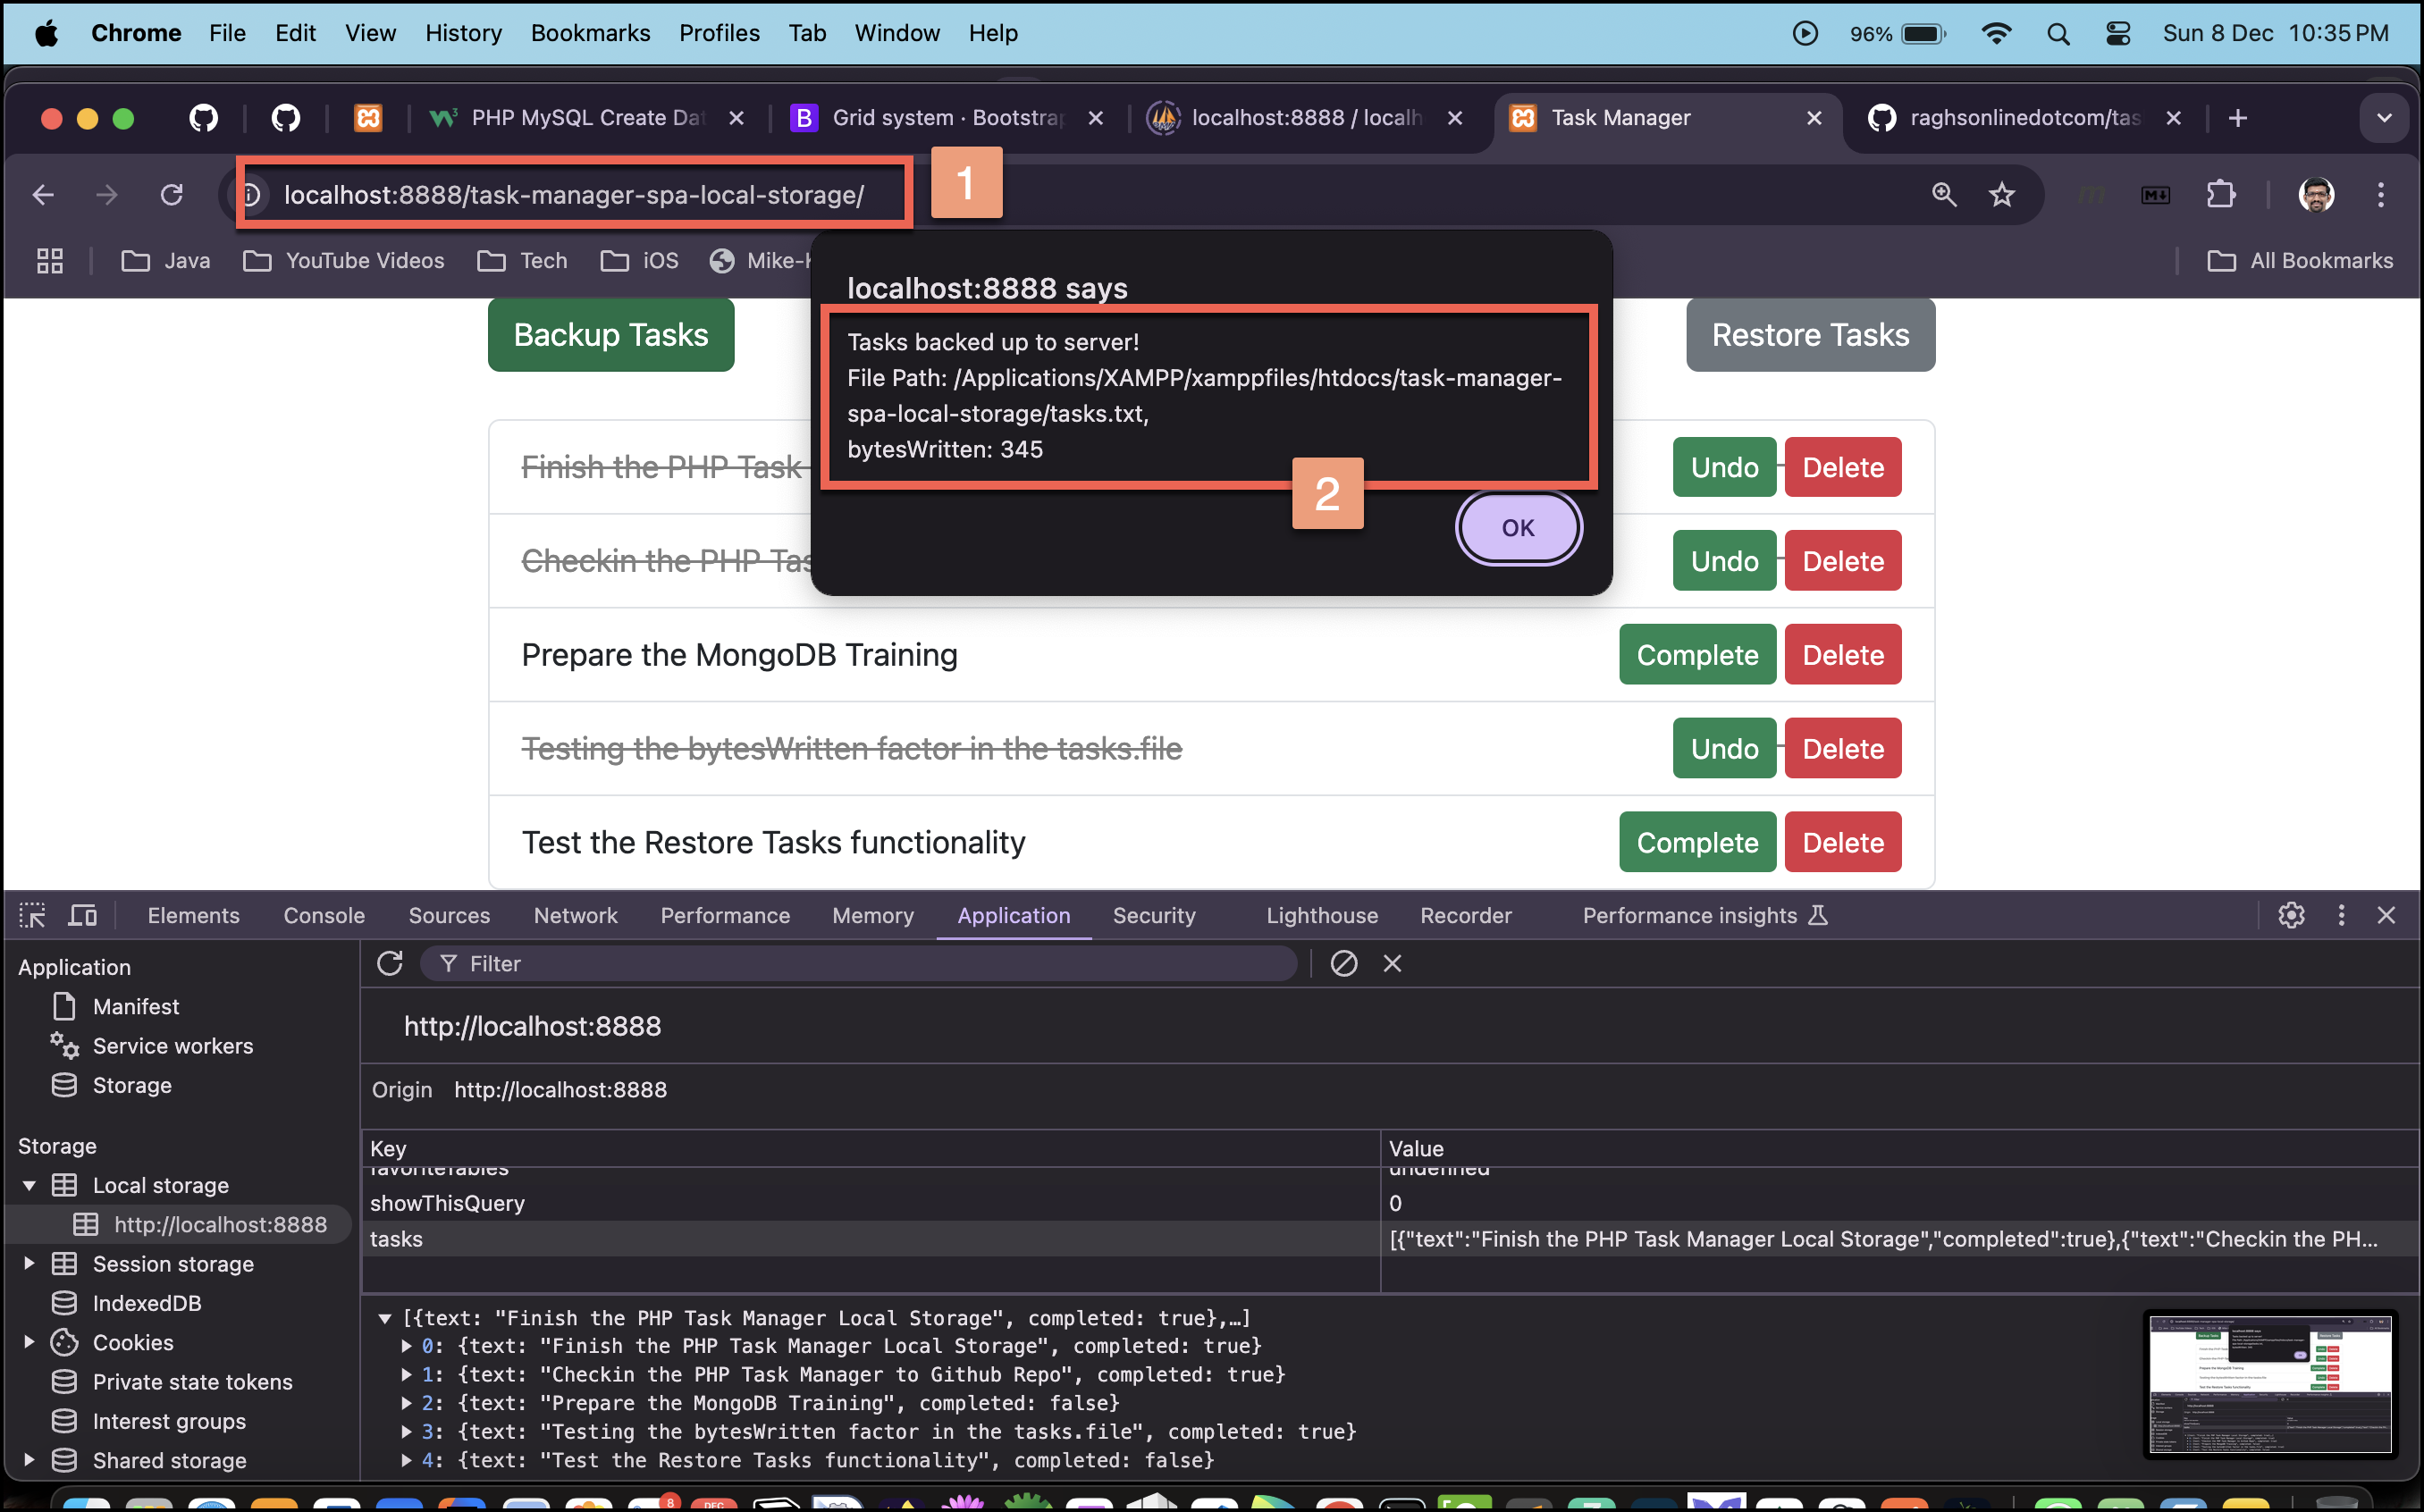 Chrome File Edit View History Bookmarks Profiles Tab Window Help 96% Sun 8 Dec 10:35 PM
PHP MySQL Create Dat Grid system · Bootstrap localhost:8888 / localh Task Manager raghsonlinedotcom/tas
localhost:8888/task-manager-spa-local-storage/
1
Java YouTube Videos Tech iOS Mike-K All Bookmarks
localhost:8888 says
Tasks backed up to server!
File Path: /Applications/XAMPP/xamppfiles/htdocs/task-manager-
spa-local-storage/tasks.txt,
bytesWritten: 345
2
OK
Backup Tasks Restore Tasks
Finish the PHP Task Undo Delete
Checkin the PHP Tas Undo Delete
Prepare the MongoDB Training Complete Delete
Testing the bytesWritten factor in the tasks.file Undo Delete
Test the Restore Tasks functionality Complete Delete
Elements Console Sources Network Performance Memory Application Security Lighthouse Recorder Performance insights
Application
Manifest
Service workers
Storage
Storage
Local storage
http://localhost:8888
Session storage
IndexedDB
Cookies
Private state tokens
Interest groups
Shared storage
Filter
http://localhost:8888
Origin http://localhost:8888
Key Value
favoriteTables undefined
showThisQuery 0
tasks [{"text":"Finish the PHP Task Manager Local Storage","completed":true},{"text":"Checkin the PH...
[{text: "Finish the PHP Task Manager Local Storage", completed: true},…]
0: {text: "Finish the PHP Task Manager Local Storage", completed: true}
1: {text: "Checkin the PHP Task Manager to Github Repo", completed: true}
2: {text: "Prepare the MongoDB Training", completed: false}
3: {text: "Testing the bytesWritten factor in the tasks.file", completed: true}
4: {text: "Test the Restore Tasks functionality", completed: false}
8
DEC